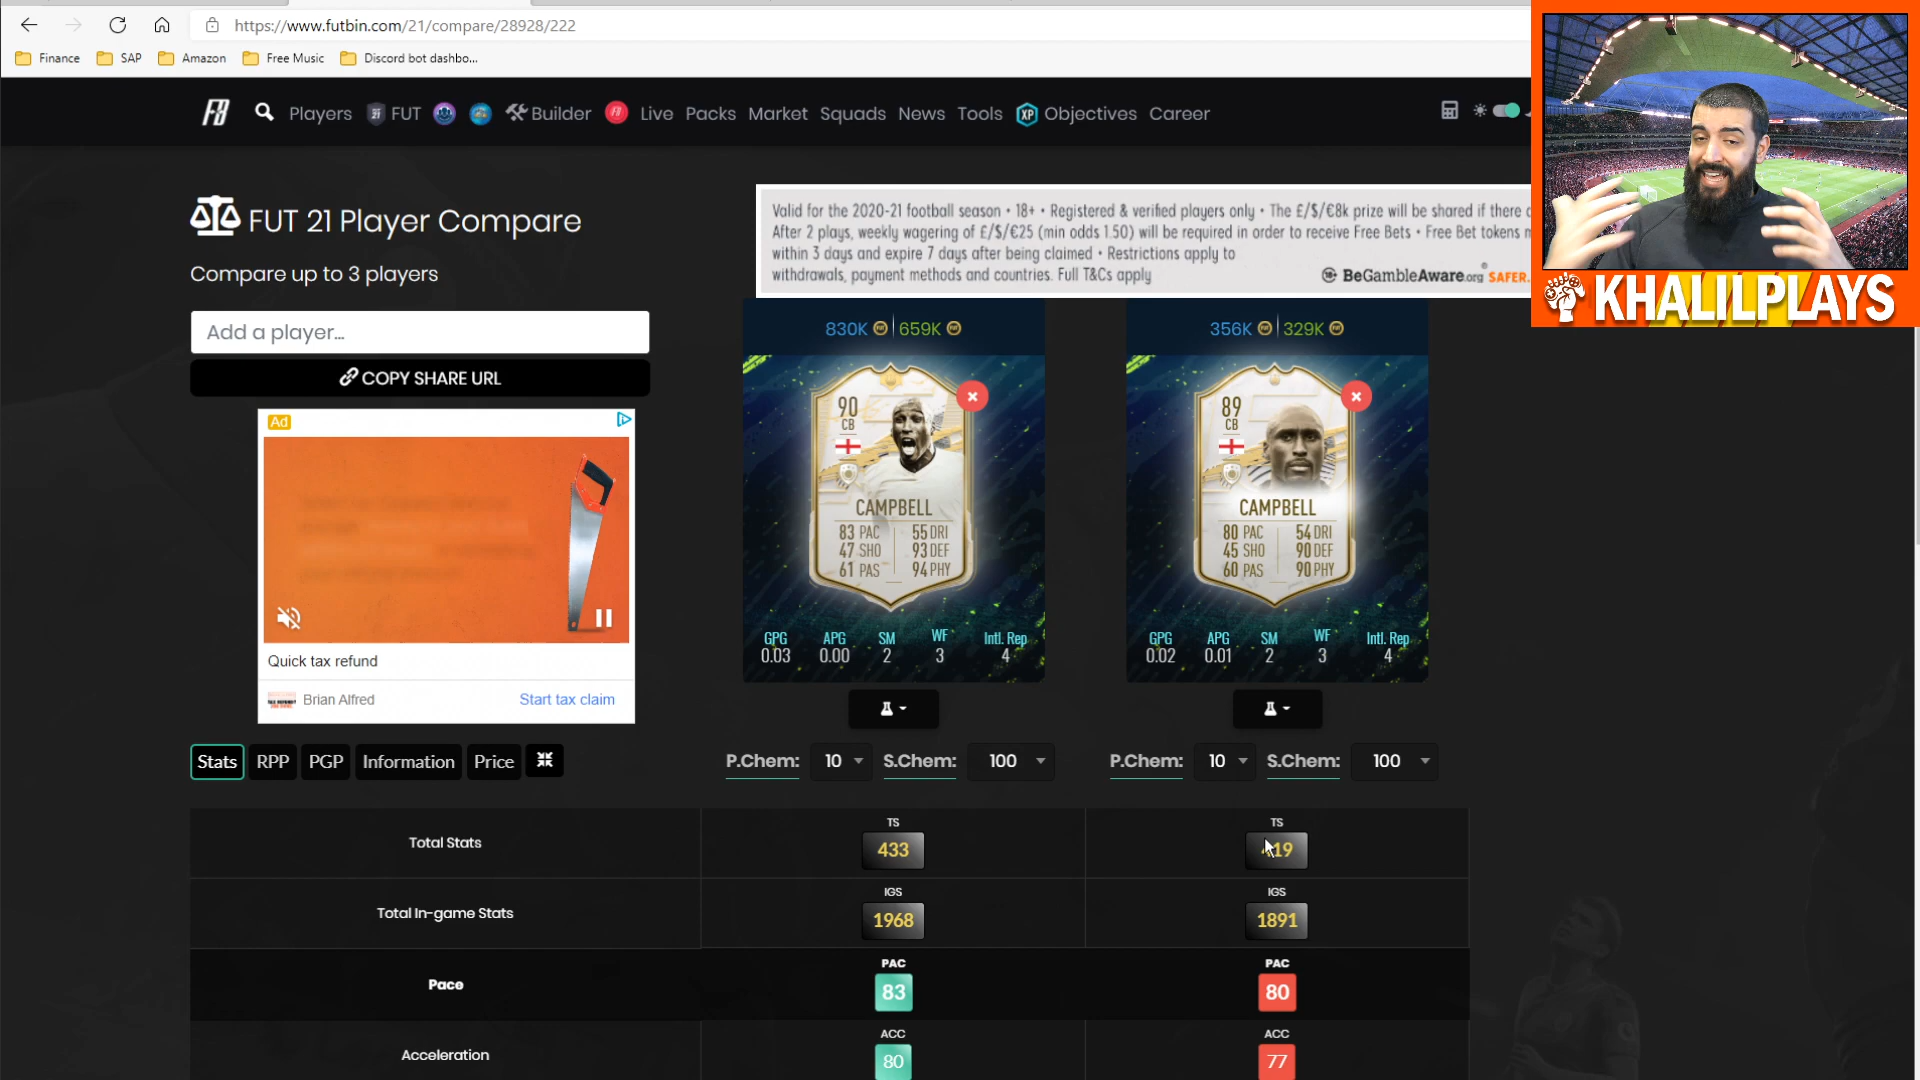 https://www.futbin.com/21/compare/28928/222
Finance SAP Amazon Free Music Discord bot dashbo...
Players FUT Builder Live Packs Market Squads News Tools XP Objectives Career
FUT 21 Player Compare
Compare up to 3 players
Add a player...
COPY SHARE URL
Valid for the 2020-21 football season • 18+ • Registered & verified players only • The £/$/€8k prize will be shared if there
After 2 plays, weekly wagering of £/$/€25 (min odds 1.50) will be required in order to receive Free Bets • Free Bet tokens
within 3 days and expire 7 days after being claimed • Restrictions apply to
withdrawals, payment methods and countries. Full T&Cs apply
BeGambleAware.org® SAFER.
KHALILPLAYS
Ad
Quick tax refund
Brian Alfred Start tax claim
830K 659K
90
CB
CAMPBELL
83 PAC 55 DRI
47 SHO 93 DEF
61 PAS 94 PHY
GPG APG SM WF Intl. Rep
0.03 0.00 2 3 4
356K 329K
89
CB
CAMPBELL
80 PAC 54 DRI
45 SHO 90 DEF
60 PAS 90 PHY
GPG APG SM WF Intl. Rep
0.02 0.01 2 3 4
Stats RPP PGP Information Price
P.Chem: 10 S.Chem: 100
P.Chem: 10 S.Chem: 100
TS TS
Total Stats 433 19
IGS IGS
Total In-game Stats 1968 1891
PAC PAC
Pace 83 80
ACC ACC
Acceleration 80 77